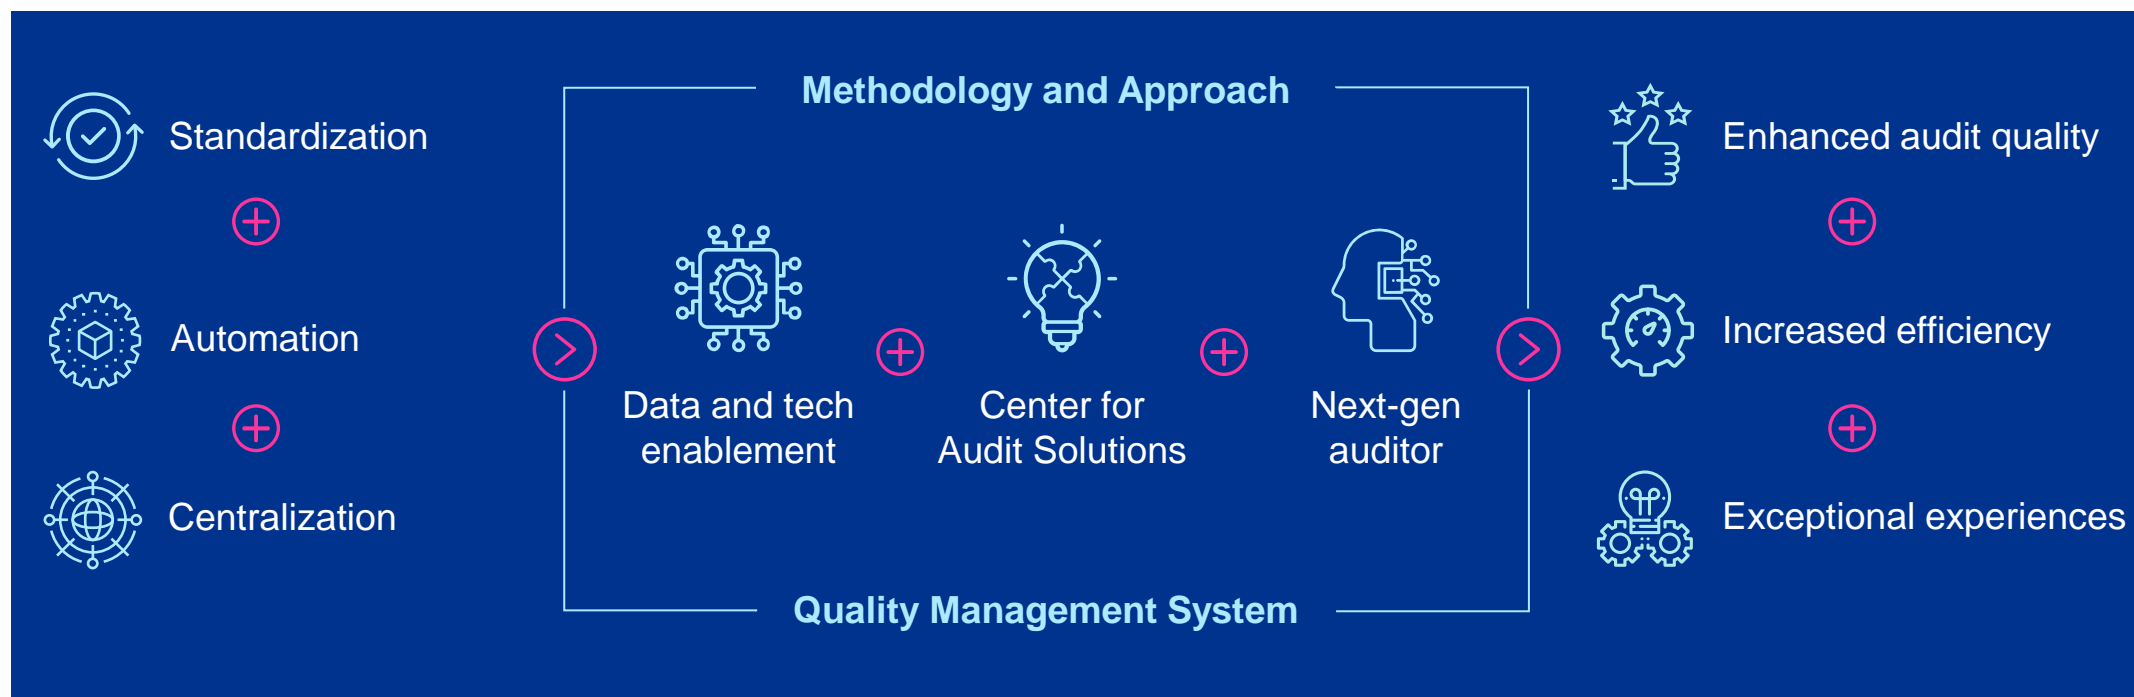 Standardization
Automation
Centralization
Methodology and Approach
Data and tech
enablement
Center for
Audit Solutions
Next-gen
auditor
Quality Management System
Enhanced audit quality
Increased efficiency
Exceptional experiences